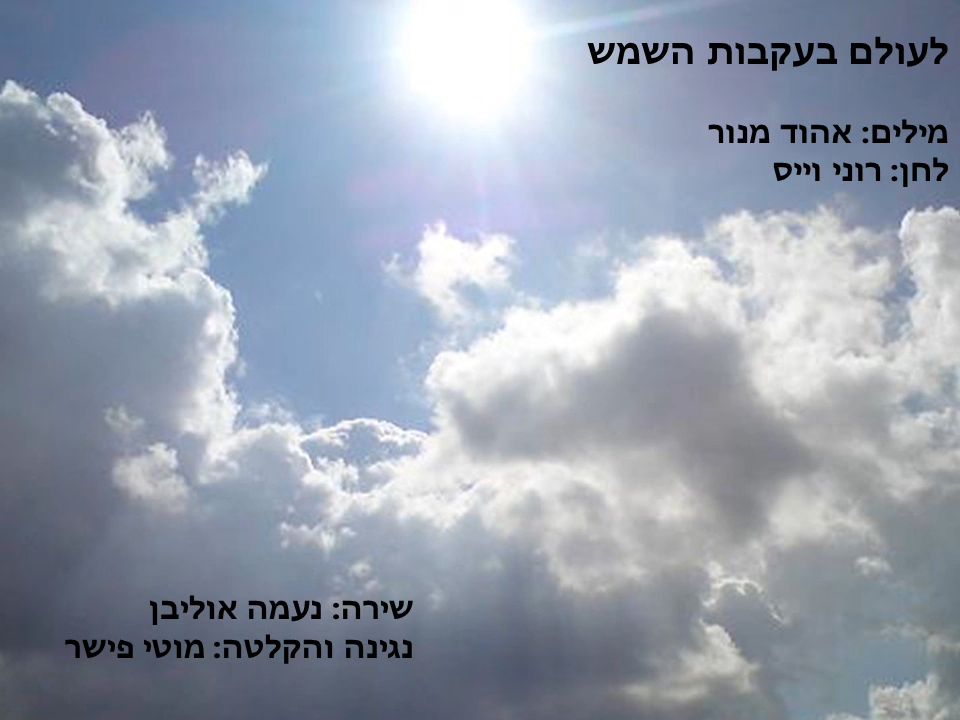 לעולם בעקבות השמש
מילים: אהוד מנור
לחן: רוני וייס
שירה: נעמה אוליבן
נגינה והקלטה: מוטי פישר